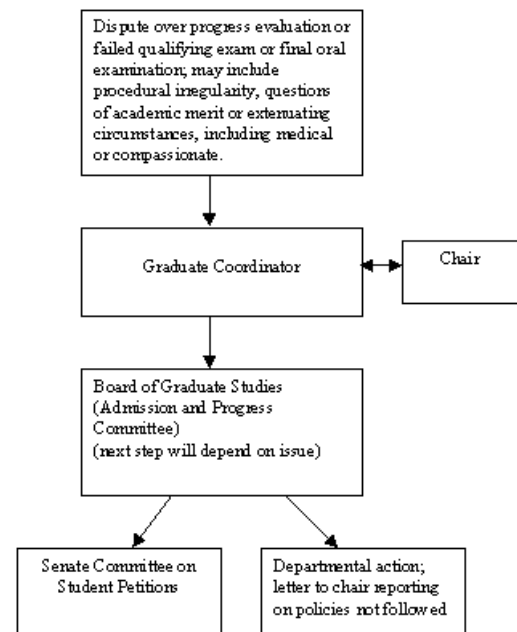 Dispute over progress evaluation or
failed qualifying exam or final oral
examination; may include
procedural irregularity, questions
of academic merit or extenuating
circumstances, including medical
or compassionate.
Graduate Coordinator
Chair
Board of Graduate Studies
(Admission and Progress
Committee)
(next step will depend on issue)
Senate Committee on
Student Petitions
Departmental action;
letter to chair reporting
on policies not followed